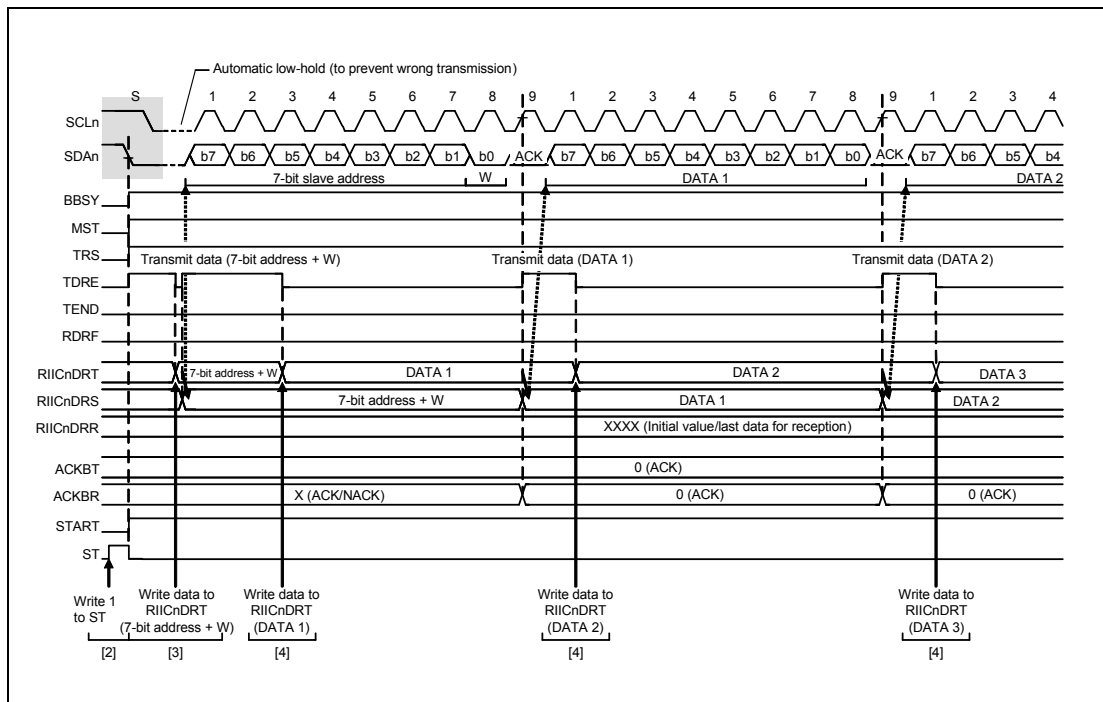 Automatic low-hold (to prevent wrong transmission)
S 1 2 3 4 5 6 7 8 9 1 2 3 4 5 6 7 8 9 1 2 3 4
SCLn
SDAn b7 b6 b5 b4 b3 b2 b1 b0 ACK b7 b6 b5 b4 b3 b2 b1 b0 ACK b7 b6 b5 b4
7-bit slave address W DATA 1 DATA 2
BBSY
MST
TRS
Transmit data (7-bit address + W) Transmit data (DATA 1) Transmit data (DATA 2)
TDRE
TEND
RDRF
RIICnDRT 7-bit address + W DATA 1 DATA 2 DATA 3
RIICnDRS 7-bit address + W DATA 1 DATA 2
RIICnDRR XXXX (Initial value/last data for reception)
ACKBT 0 (ACK)
ACKBR X (ACK/NACK) 0 (ACK) 0 (ACK)
START
ST
Write 1
to ST
Write data to
RIICnDRT
(7-bit address + W)
Write data to
RIICnDRT
(DATA 1)
Write data to
RIICnDRT
(DATA 2)
Write data to
RIICnDRT
(DATA 3)
[2] [3] [4] [4] [4]